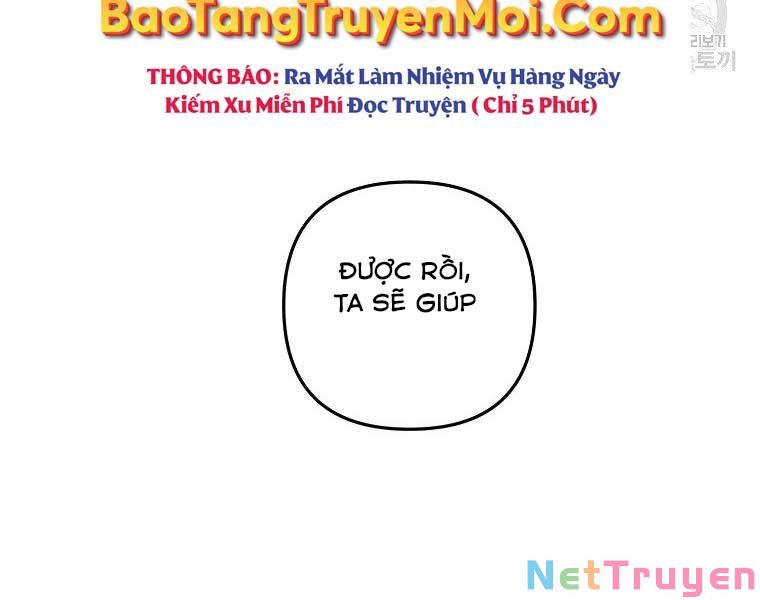 BaoTangTruyenMoi.Com
리보기
토끼
THÔNG BÁO: Ra Mắt Làm Nhiệm Vụ Hàng Ngày
Kiếm Xu Miễn Phí Đọc Truyện ( Chỉ 5 Phút)
ĐƯỢC RỒI,
TA SẼ GIÚP
NetTruyen